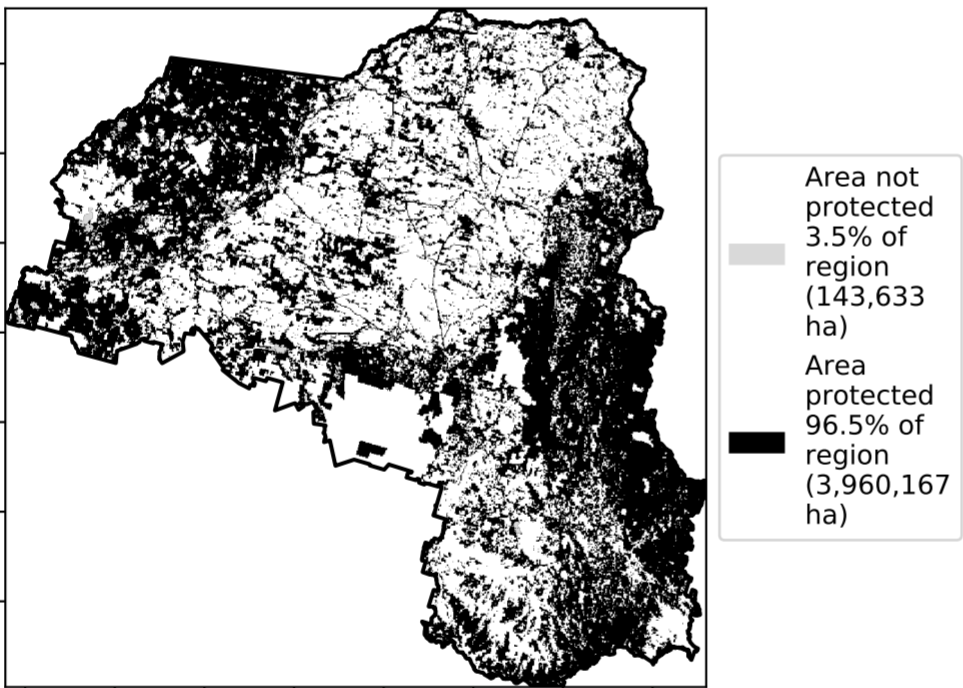 Area not
protected
3.5% of
region
(143,633
ha)
Area
protected
96.5% of
region
(3,960,167
ha)